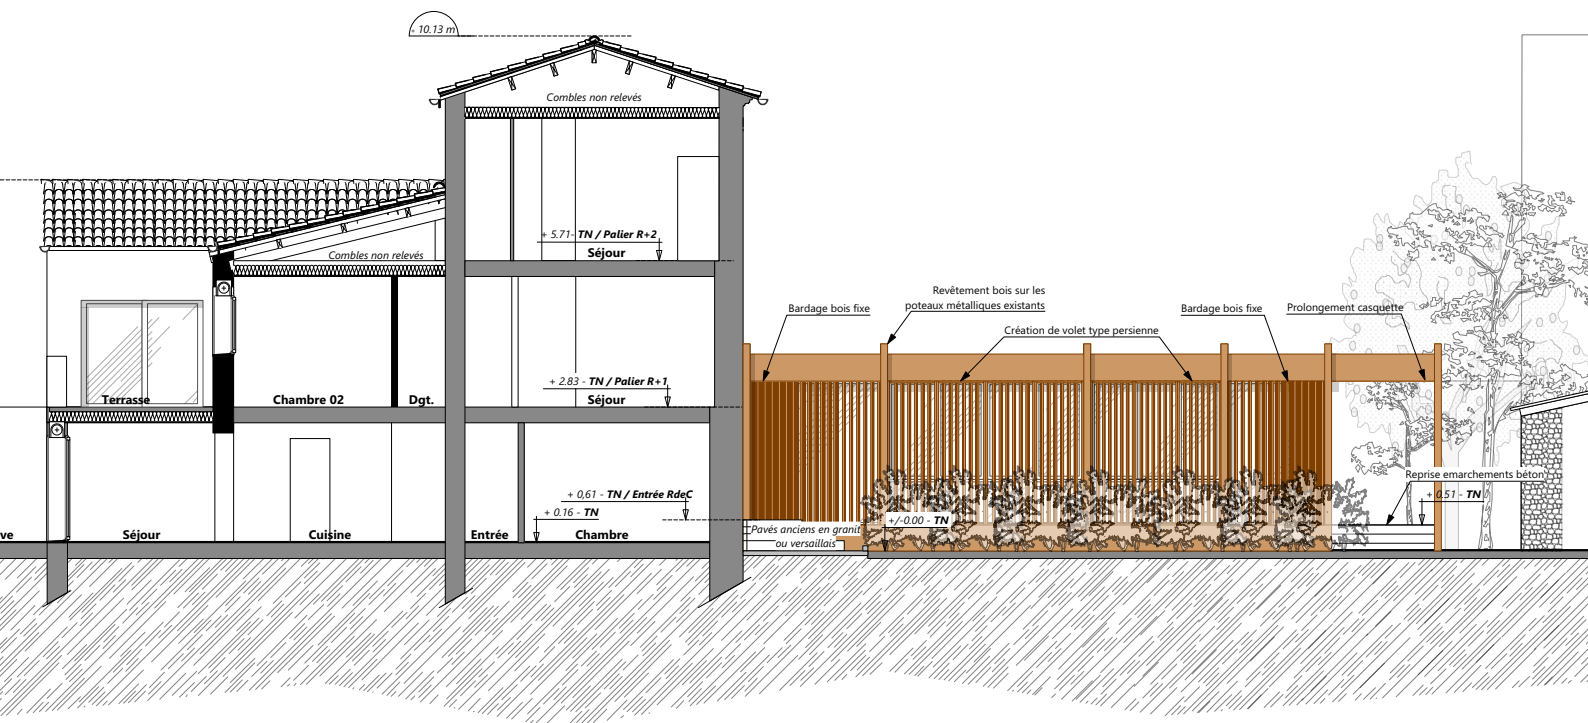 + 10.13 m
Combles non relevés
+ 5.71- TN / Palier R+2
Séjour
Combles non relevés
Revêtement bois sur les
poteaux métalliques existants
Bardage bois fixe
Création de volet type persienne
Bardage bois fixe
Prolongement casquette
+ 2.83 - TN / Palier R+1
Terrasse
Chambre 02
Dgt.
Séjour
Reprise emarchements béton
+ 0,61 - TN / Entrée RdeC
+ 0.51 - TN
+ 0.16 - TN
+/-0.00 - TN
Pavés anciens en granit
ou versaillais
ve
Séjour
Cuisine
Entrée
Chambre